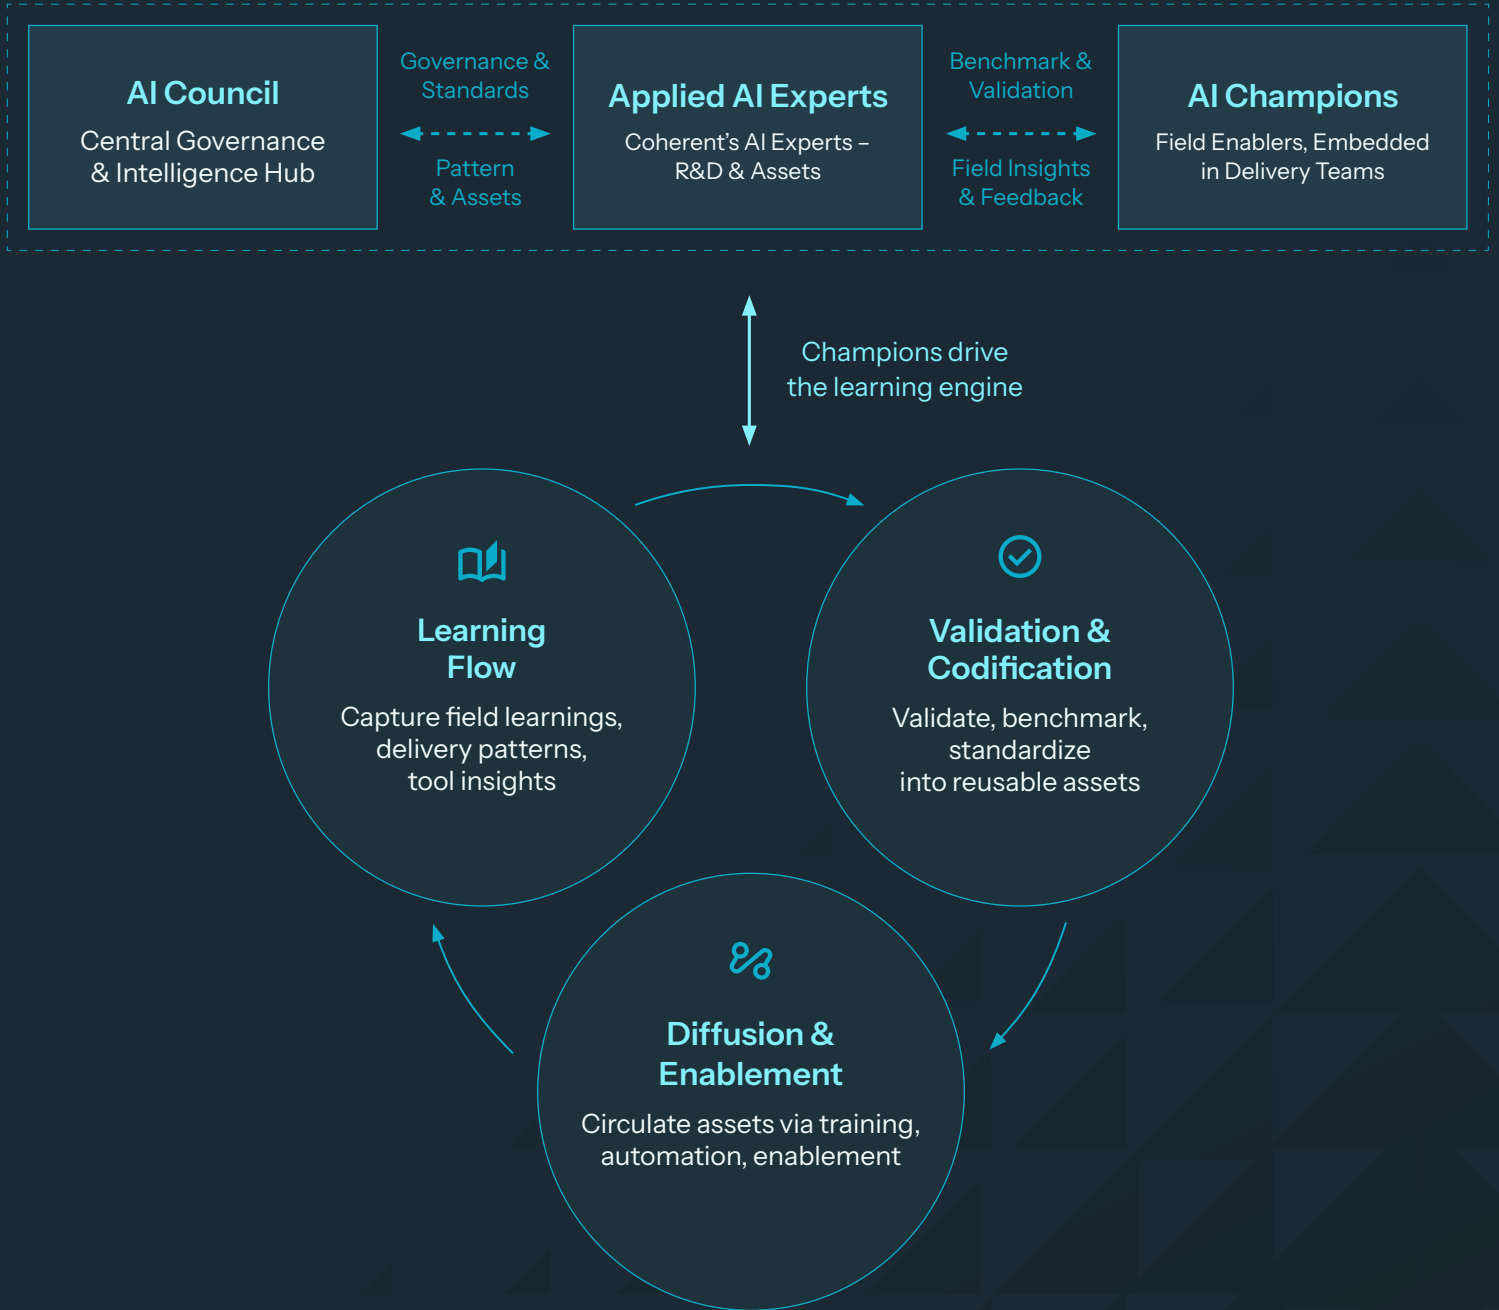 AI Council
Central Governance
& Intelligence Hub
Governance &
Standards
Pattern
& Assets
Applied AI Experts
Coherent’s AI Experts –
R&D & Assets
Benchmark &
Validation
Field Insights
& Feedback
AI Champions
Field Enablers, Embedded
in Delivery Teams
Champions drive
the learning engine
Learning
Flow
Capture field learnings,
delivery patterns,
tool insights
Validation &
Codification
Validate, benchmark,
standardize
into reusable assets
Diffusion &
Enablement
Circulate assets via training,
automation, enablement